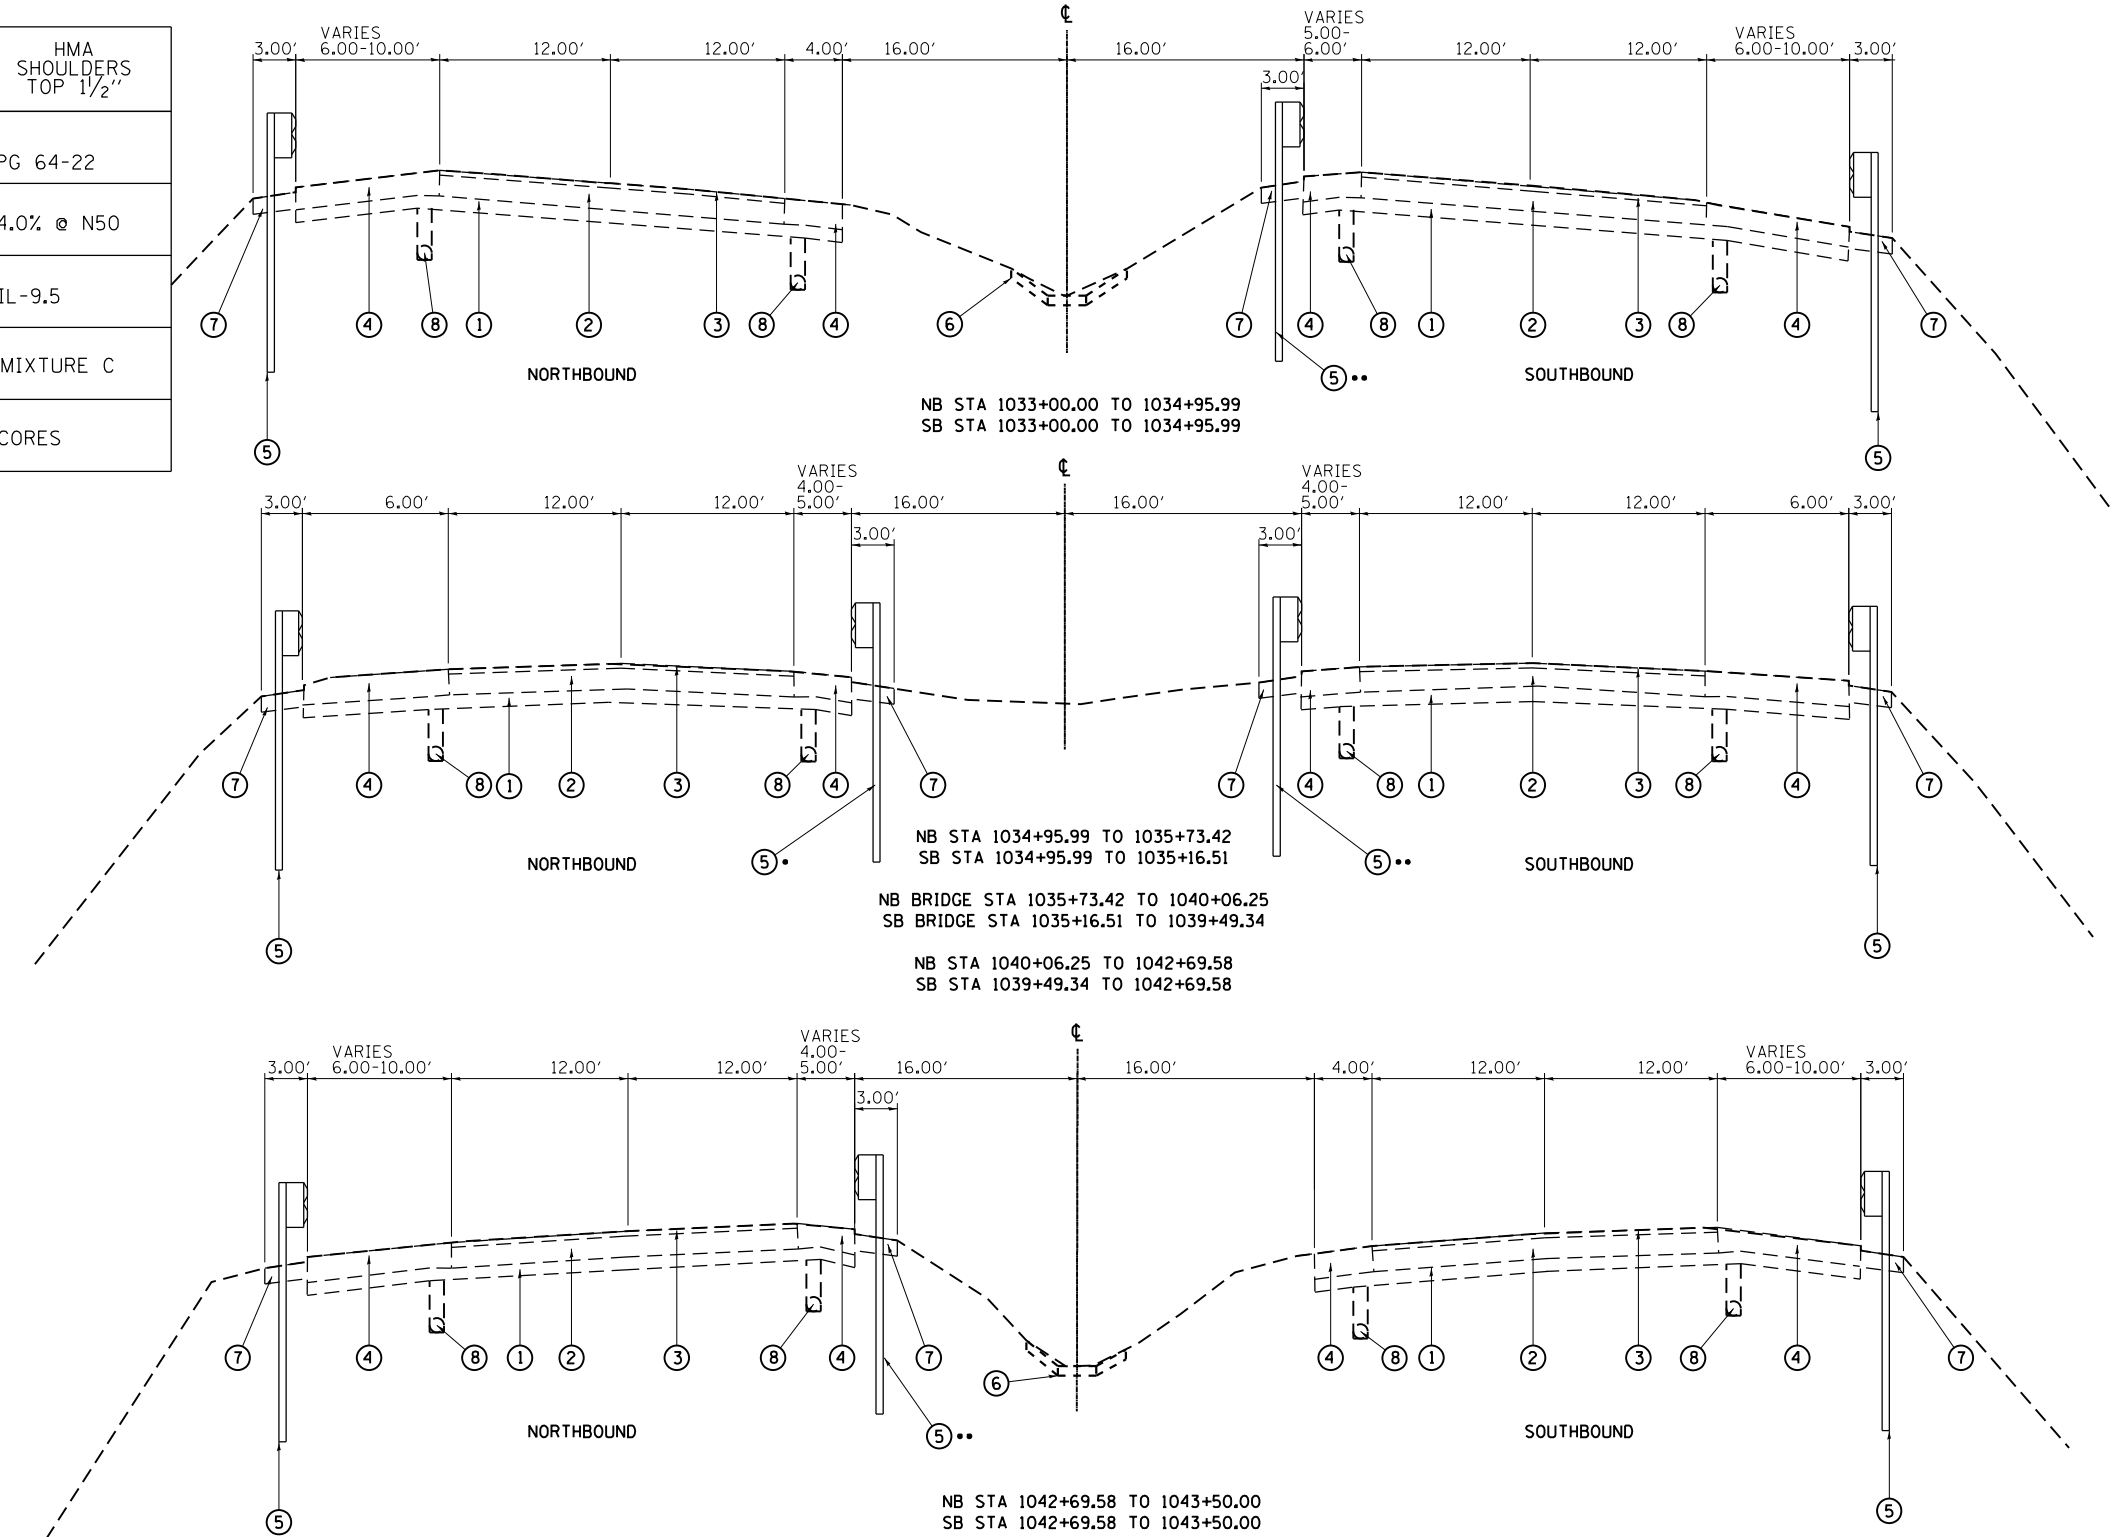 HMA
SHOULDERS
TOP 1 1/2''
PG 64-22
4.0% @ N50
IL-9.5
MIXTURE C
CORES
℄
VARIES
VARIES
5.00-
VARIES
3.00' 6.00-10.00' 12.00' 12.00' 4.00' 16.00' 16.00' 6.00' 12.00' 12.00' 6.00-10.00' 3.00'
3.00'
7 4 8 1 2 3 8 4 6 7 4 8 1 2 3 8 4 7
NORTHBOUND
5••
SOUTHBOUND
NB STA 1033+00.00 TO 1034+95.99
SB STA 1033+00.00 TO 1034+95.99
5
5
℄
VARIES
4.00-
VARIES
4.00-
3.00' 6.00' 12.00' 12.00' 5.00' 16.00' 16.00' 5.00' 12.00' 12.00' 6.00' 3.00'
3.00' 3.00'
7 4 8 1 2 3 8 4 7 7 4 8 1 2 3 8 4 7
NB STA 1034+95.99 TO 1035+73.42
SB STA 1034+95.99 TO 1035+16.51
NORTHBOUND
5•
5••
SOUTHBOUND
NB BRIDGE STA 1035+73.42 TO 1040+06.25
SB BRIDGE STA 1035+16.51 TO 1039+49.34
5
5
NB STA 1040+06.25 TO 1042+69.58
SB STA 1039+49.34 TO 1042+69.58
℄
VARIES
VARIES
4.00-
VARIES
3.00' 6.00-10.00' 12.00' 12.00' 5.00' 16.00' 16.00' 4.00' 12.00' 12.00' 6.00-10.00' 3.00'
3.00'
7 4 8 1 2 3 8 4 7 4 8 1 2 3 8 4 7
6
NORTHBOUND
5••
SOUTHBOUND
NB STA 1042+69.58 TO 1043+50.00
SB STA 1042+69.58 TO 1043+50.00
5
5